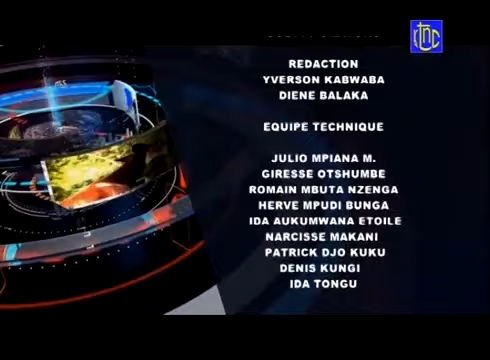 rtnc
REDACTION
YVERSON KABWABA
DIENE BALAKA
EQUIPE TECHNIQUE
JULIO MPIANA M.
GIRESSE OTSHUMBE
ROMAIN MBUTA NZENGA
HERVE MPUDI BUNGA
IDA AUKUMWANA ETOILE
NARCISSE MAKANI
PATRICK DJO KUKU
DENIS KUNGI
IDA TONGU